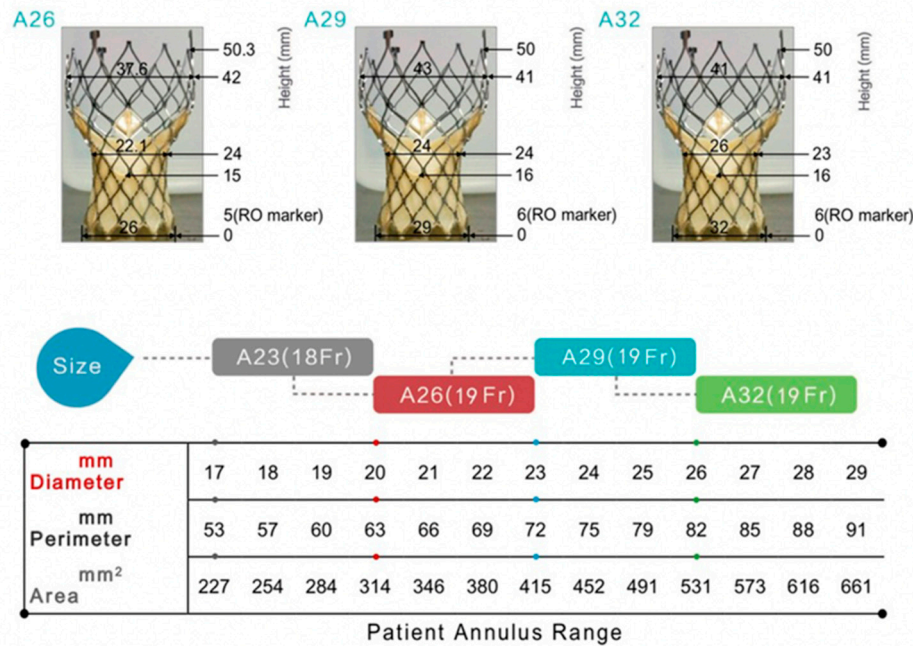 A26
A29
A32
50.3
37.6
42
Height (mm)
22.1
24
15
5(RO marker)
26
0
50
43
41
Height (mm)
24
24
16
6(RO marker)
29
0
50
41
41
Height (mm)
26
23
16
6(RO marker)
32
0
Size
A23(18Fr)
A29(19Fr)
A26(19Fr)
A32(19Fr)
mm
Diameter
17 18 19 20 21 22 23 24 25 26 27 28 29
mm
Perimeter
53 57 60 63 66 69 72 75 79 82 85 88 91
mm²
Area
227 254 284 314 346 380 415 452 491 531 573 616 661
Patient Annulus Range